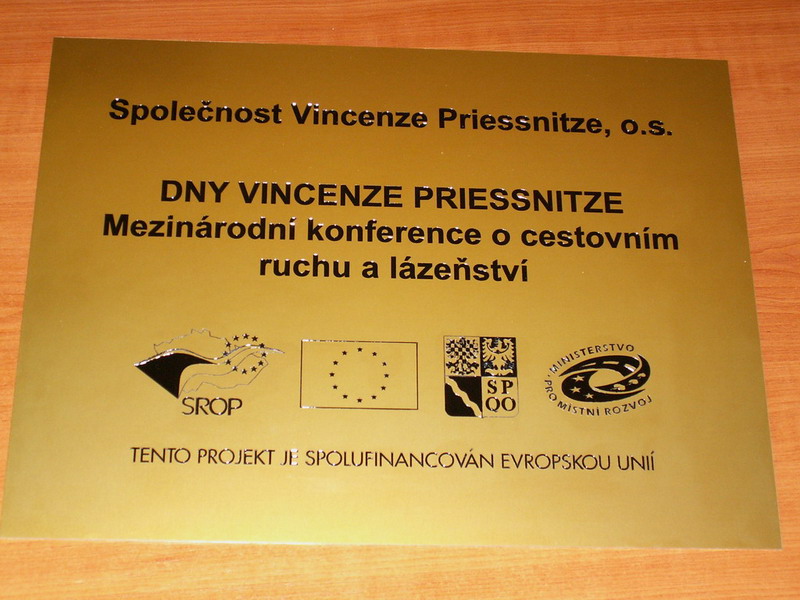 Společnost Vincenze Priessnitze, o.s.
DNY VINCENZE PRIESSNITZE
Mezinárodní konference o cestovním
ruchu a lázeňství
SROP
SP
QO
MINISTERSTVO
PRO MÍSTNÍ ROZVOJ
TENTO PROJEKT JE SPOLUFINANCOVÁN EVROPSKOU UNIÍ